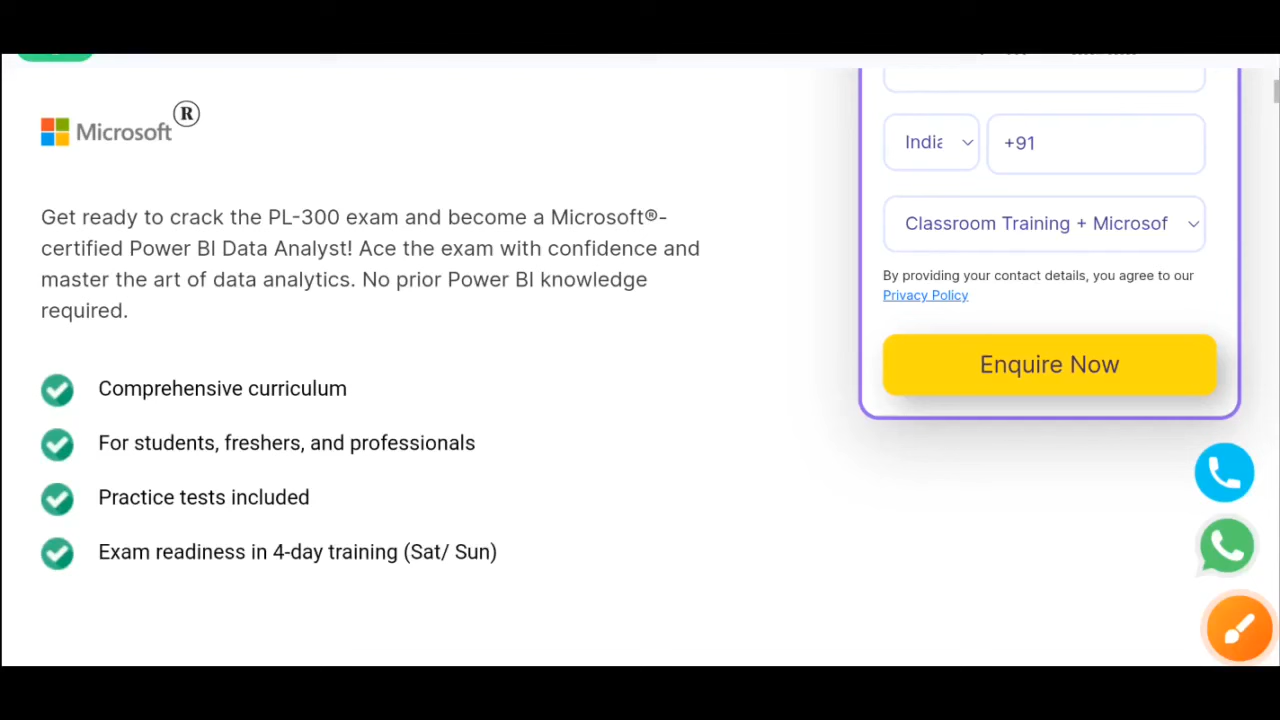 Microsoft ®
Get ready to crack the PL-300 exam and become a Microsoft®-
certified Power BI Data Analyst! Ace the exam with confidence and
master the art of data analytics. No prior Power BI knowledge
required.
Comprehensive curriculum
For students, freshers, and professionals
Practice tests included
Exam readiness in 4-day training (Sat/ Sun)
India +91
Classroom Training + Microsof
By providing your contact details, you agree to our
Privacy Policy
Enquire Now